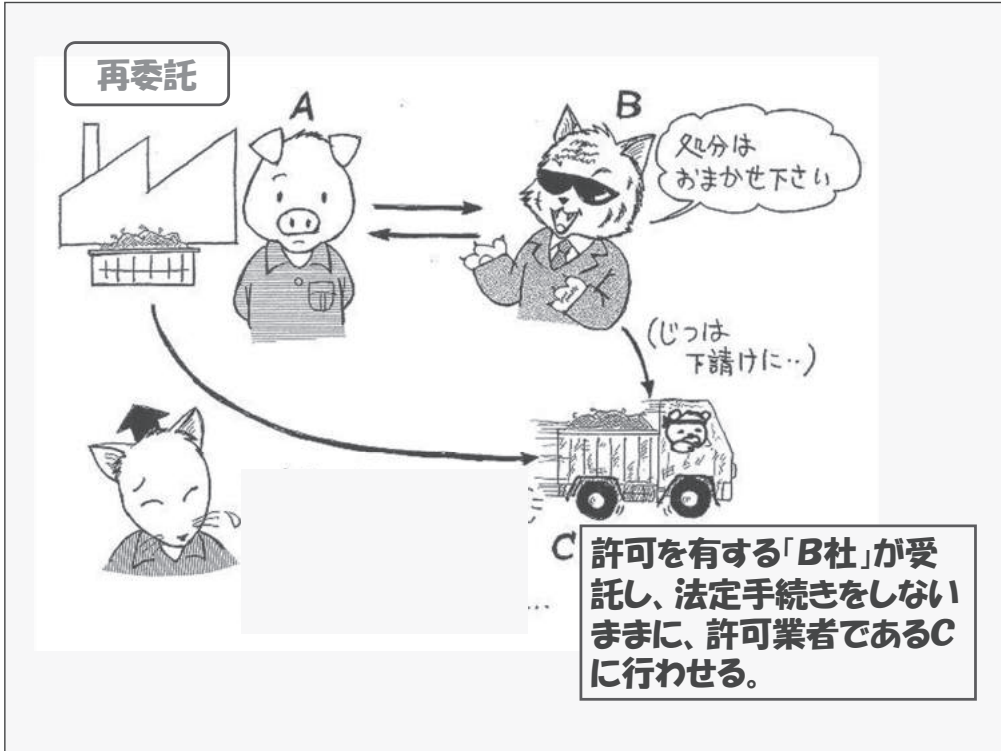 再委託
A
B
処分は
おまかせ下さい
(じつは
下請けに‥)
C
…
許可を有する「B社」が受
託し、法定手続きをしない
ままに、許可業者であるC
に行わせる。